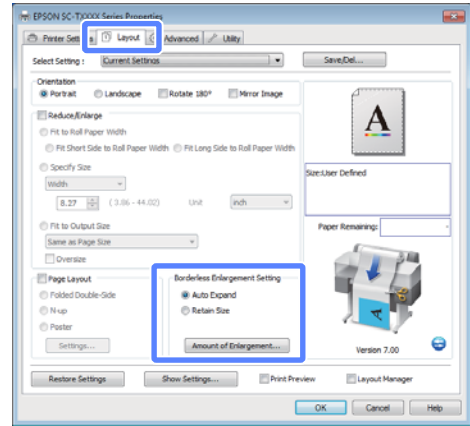 EPSON SC-TXXXX Series Properties
Printer Settings Layout Advanced Utility
Select Setting : Current Settings Save/Del...
Orientation
Portrait Landscape Rotate 180° Mirror Image
Reduce/Enlarge
Fit to Roll Paper Width
Fit Short Side to Roll Paper Width Fit Long Side to Roll Paper Width
Specify Size
Width
8.27 (3.86 - 44.02) Unit inch
Fit to Output Size
Same as Page Size
Oversize
A
Size:User Defined
Paper Remaining:
Page Layout
Folded Double-Side
N-up
Poster
Settings...
Borderless Enlargement Setting
Auto Expand
Retain Size
Amount of Enlargement...
A
Version 7.00
Restore Settings Show Settings... Print Preview Layout Manager
OK Cancel Help